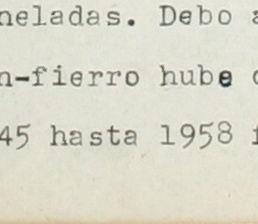 neladas. Debo a
n-fierro hube
45 hasta 1958